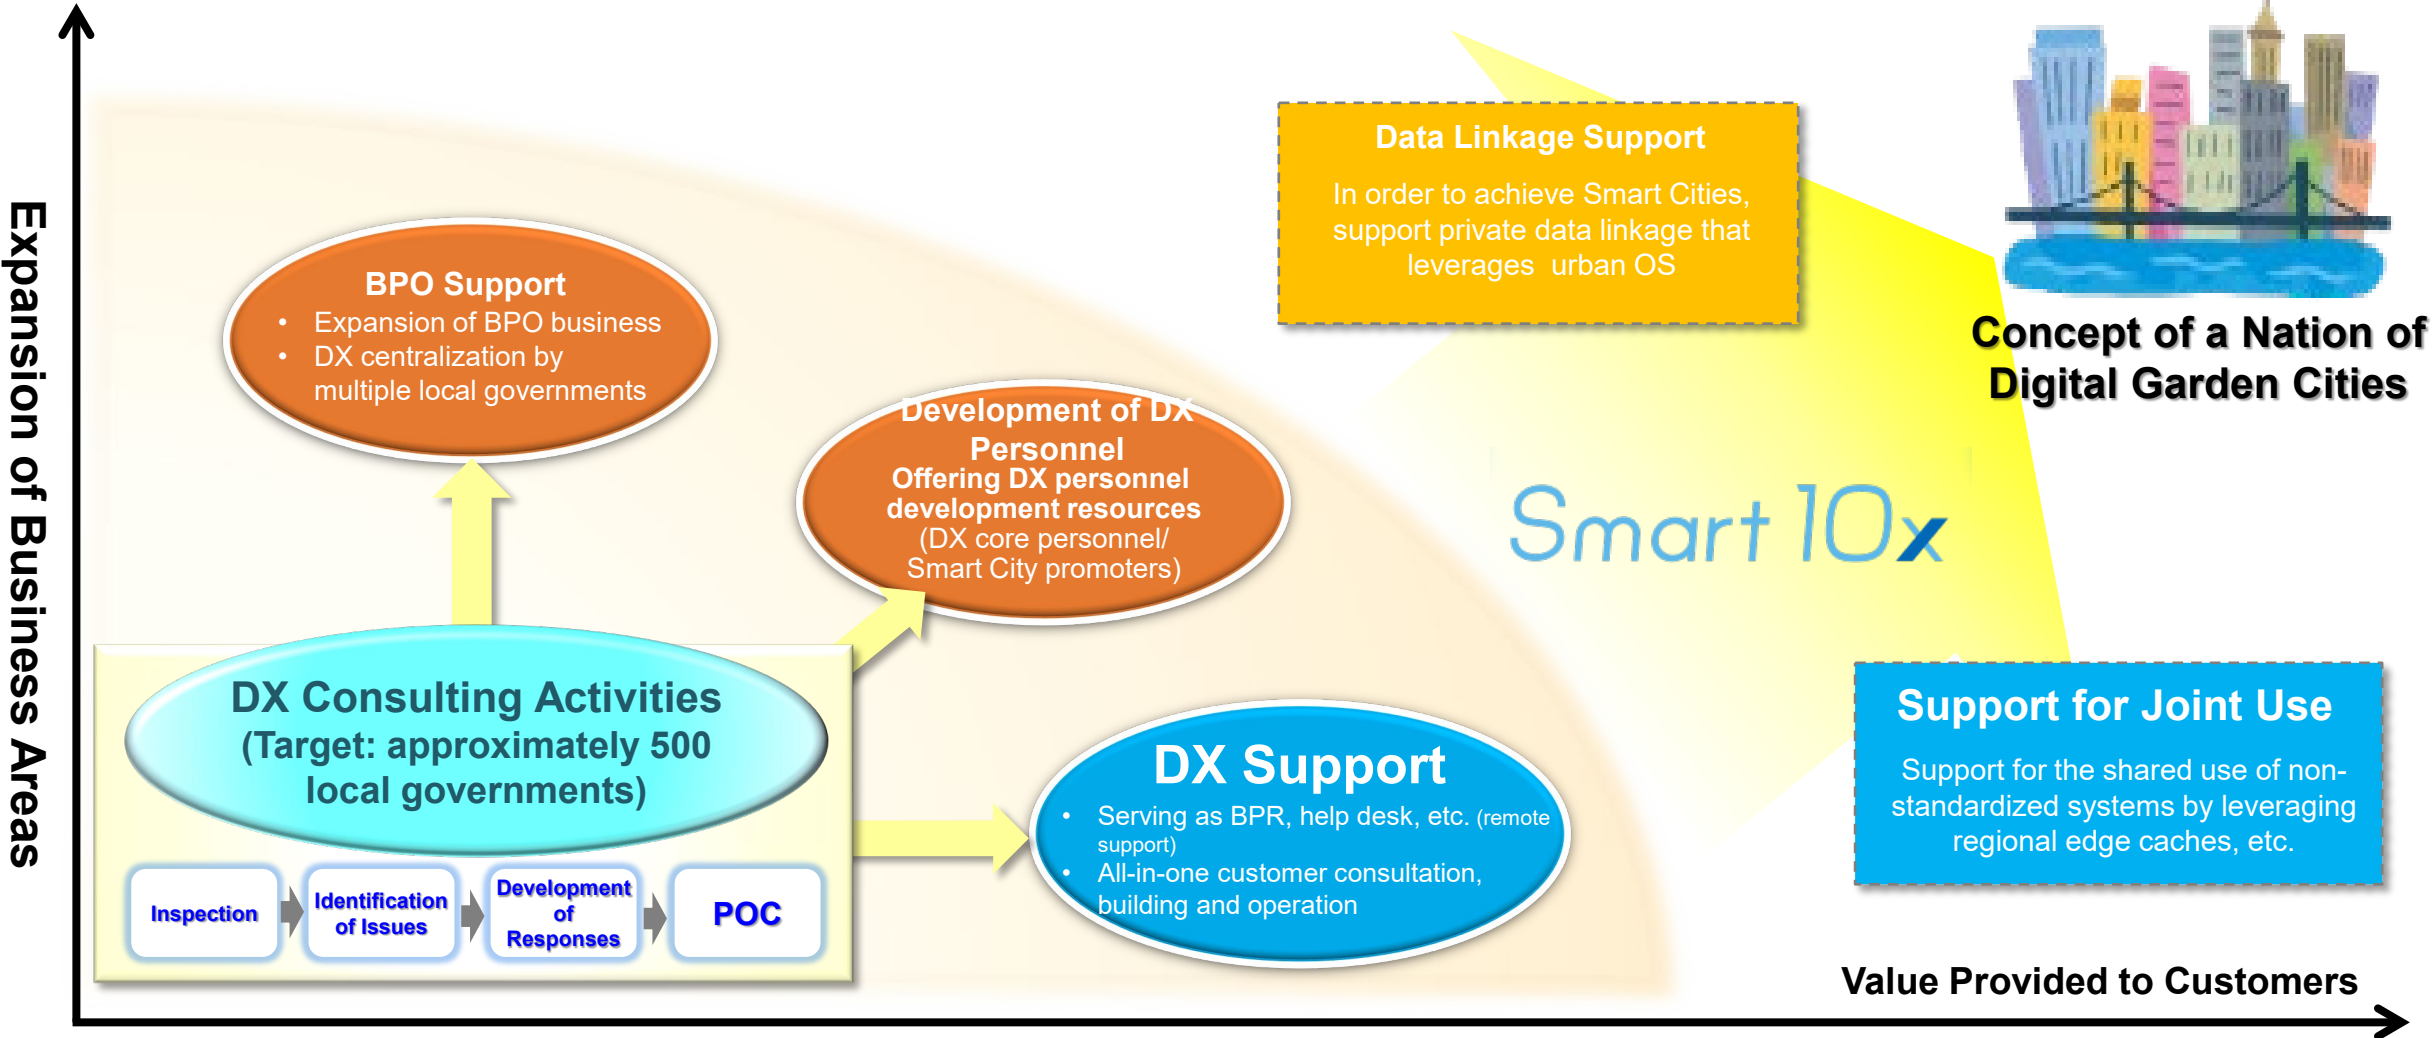 Expansion of Business Areas
BPO Support
• Expansion of BPO business
• DX centralization by
multiple local governments
Development of DX
Personnel
Offering DX personnel
development resources
(DX core personnel/
Smart City promoters)
DX Consulting Activities
(Target: approximately 500
local governments)
Inspection
Identification
of Issues
Development
of
Responses
POC
DX Support
• Serving as BPR, help desk, etc. (remote
support)
• All-in-one customer consultation,
building and operation
Data Linkage Support
In order to achieve Smart Cities,
support private data linkage that
leverages urban OS
Smart 10x
Concept of a Nation of
Digital Garden Cities
Support for Joint Use
Support for the shared use of non-
standardized systems by leveraging
regional edge caches, etc.
Value Provided to Customers